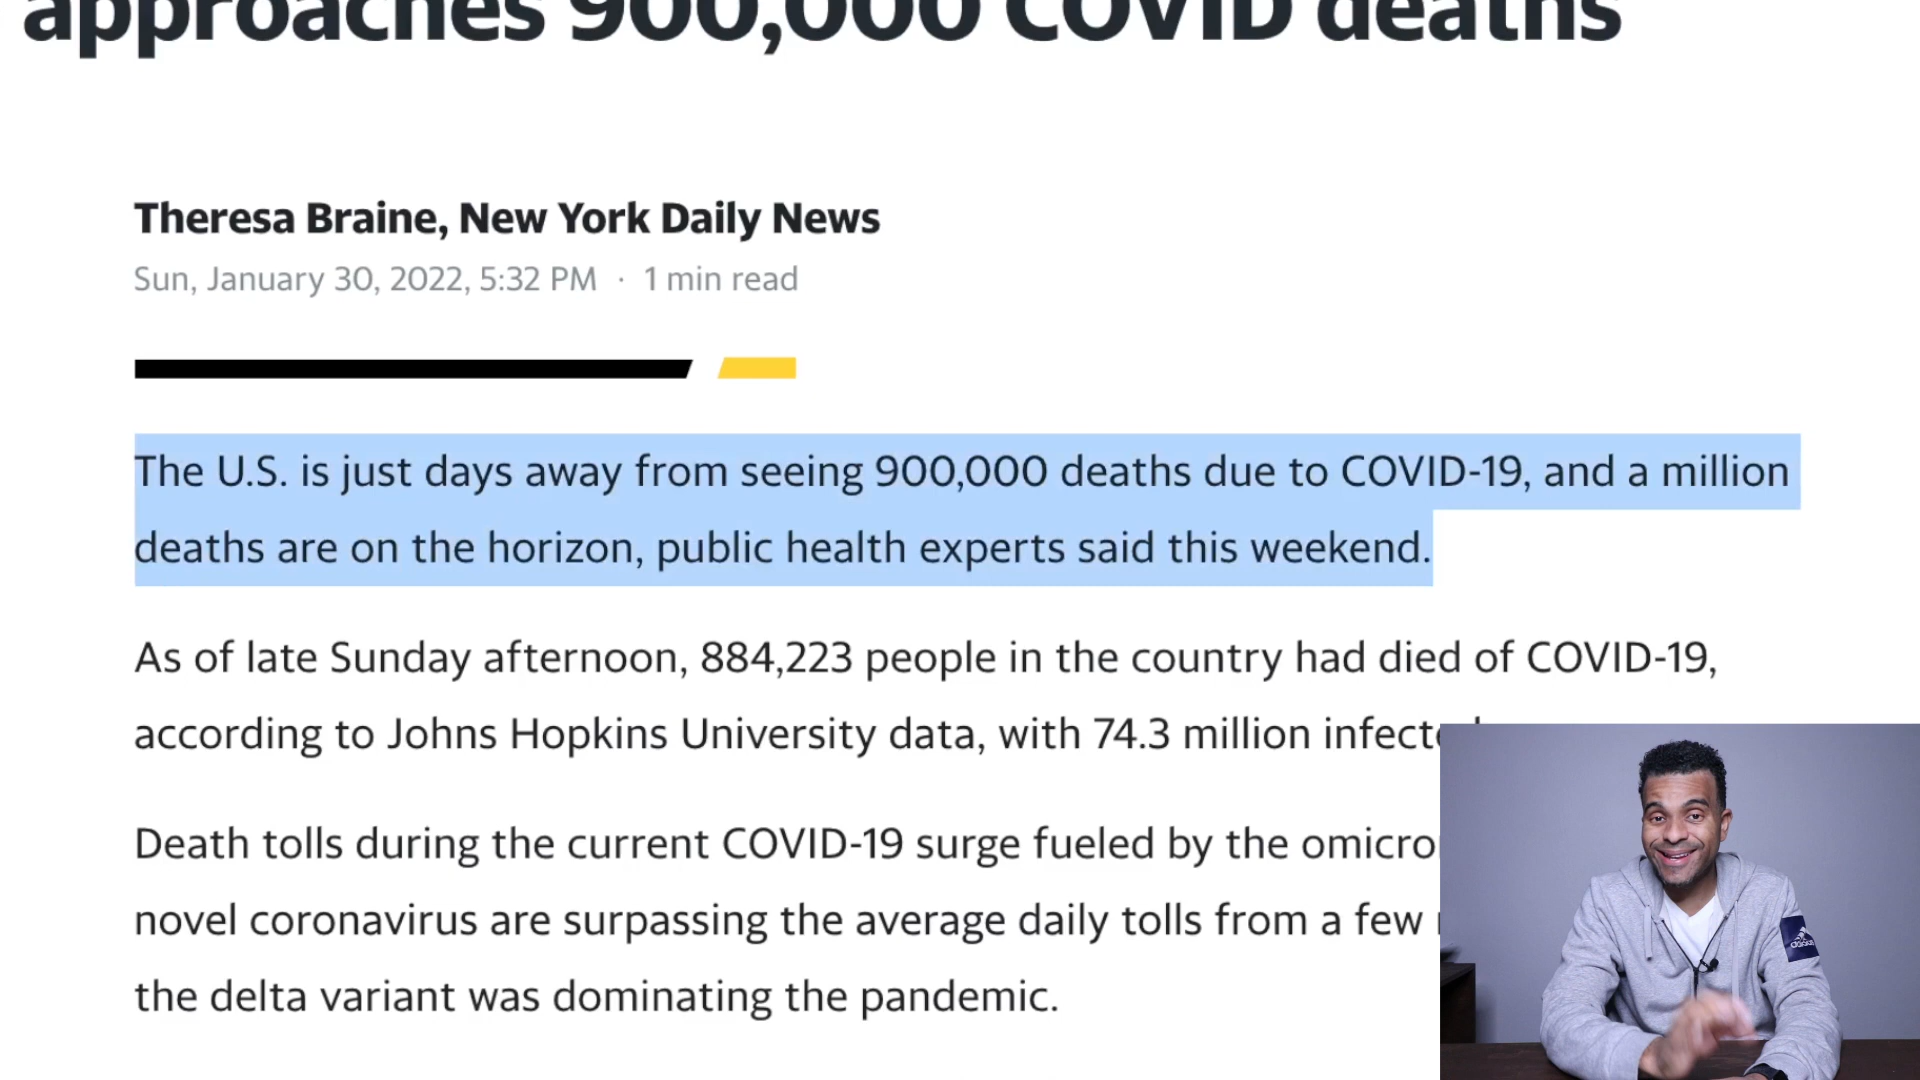 approaches 900,000 COVID deaths
Theresa Braine, New York Daily News
Sun, January 30, 2022, 5:32 PM · 1 min read
The U.S. is just days away from seeing 900,000 deaths due to COVID-19, and a million
deaths are on the horizon, public health experts said this weekend.
As of late Sunday afternoon, 884,223 people in the country had died of COVID-19,
according to Johns Hopkins University data, with 74.3 million
Death tolls during the current COVID-19 surge fueled by the
novel coronavirus are surpassing the average daily tolls from a few
the delta variant was dominating the pandemic.
adidas